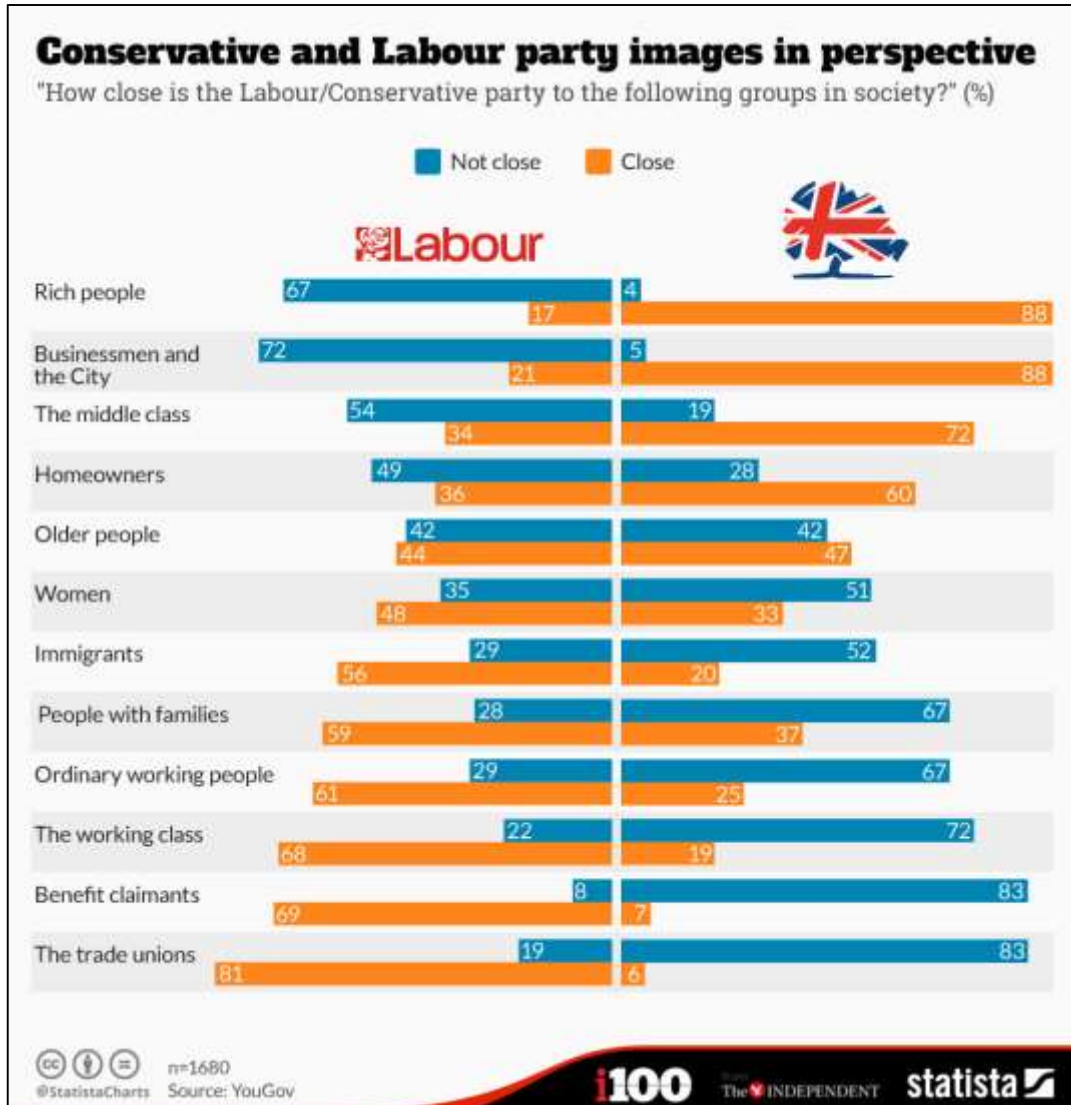 Conservative and Labour party images in perspective
"How close is the Labour/Conservative party to the following groups in society?" (%)
Not close Close
Labour
Rich people 67 4
17 88
Businessmen and 72 5
the City 21 88
The middle class 54 19
34 72
Homeowners 49 28
36 60
Older people 42 42
44 47
Women 35 51
48 33
Immigrants 29 52
56 20
People with families 28 67
59 37
Ordinary working people 29 67
61 25
The working class 22 72
68 19
Benefit claimants 8 83
69 7
The trade unions 19 83
81 6
cc n=1680
@StatistaCharts Source: YouGov
i100 The INDEPENDENT statista